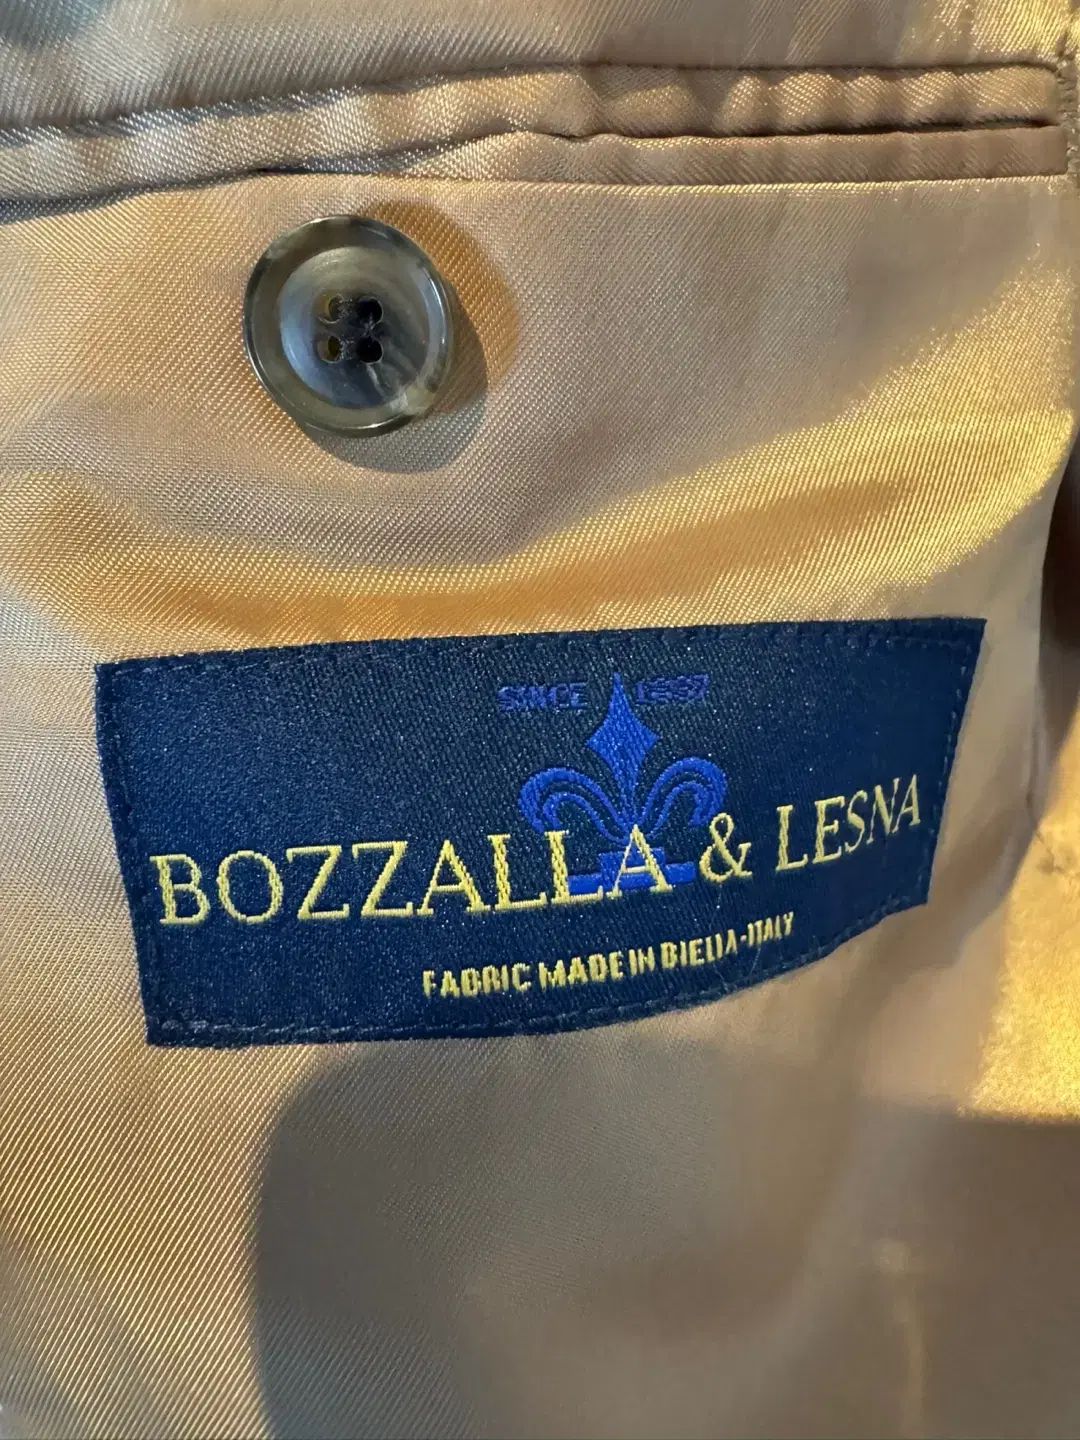 SINCE
BOZZALLA & LESNA
FABRIC MADE IN BIELLA-ITALY